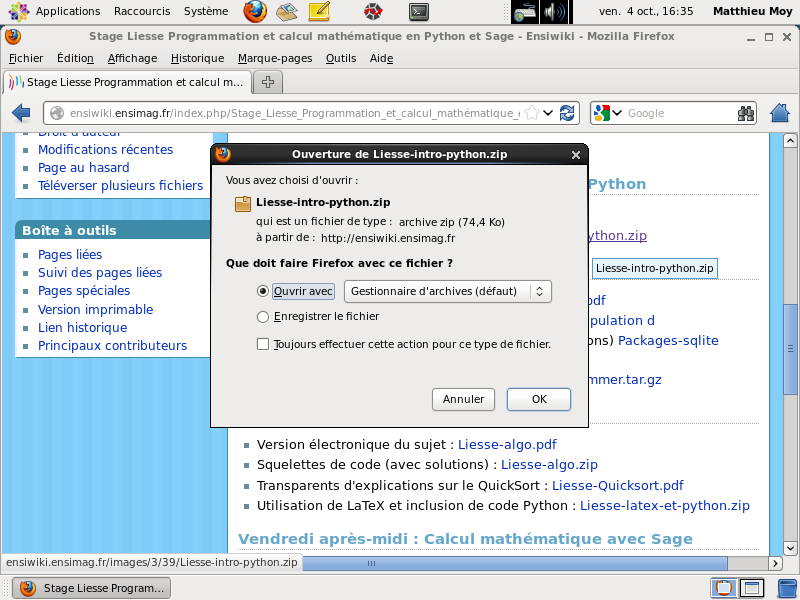 Applications Raccourcis Système ven. 4 oct., 16:35 Matthieu Moy
Stage Liesse Programmation et calcul mathématique en Python et Sage - Ensiwiki - Mozilla Firefox
Fichier Édition Affichage Historique Marque-pages Outils Aide
Stage Liesse Programmation et calcul m...
ensiwiki.ensimag.fr/index.php/Stage_Liesse_Programmation_et_calcul_mathématique_ Google
Droit d'auteur
Modifications récentes
Page au hasard
Téléverser plusieurs fichiers
Boîte à outils
Pages liées
Suivi des pages liées
Pages spéciales
Version imprimable
Lien historique
Principaux contributeurs
Ouverture de Liesse-intro-python.zip
Vous avez choisi d'ouvrir :
Liesse-intro-python.zip
qui est un fichier de type : archive zip (74,4 Ko)
à partir de : http://ensiwiki.ensimag.fr
Que doit faire Firefox avec ce fichier ?
Ouvrir avec Gestionnaire d'archives (défaut)
Enregistrer le fichier
Toujours effectuer cette action pour ce type de fichier.
Annuler OK
Python
ython.zip
Liesse-intro-python.zip
pdf
pulation d
ons) Packages-sqlite
mmer.tar.gz
Version électronique du sujet : Liesse-algo.pdf
Squelettes de code (avec solutions) : Liesse-algo.zip
Transparents d'explications sur le QuickSort : Liesse-Quicksort.pdf
Utilisation de LaTeX et inclusion de code Python : Liesse-latex-et-python.zip
Vendredi après-midi : Calcul mathématique avec Sage
ensiwiki.ensimag.fr/images/3/39/Liesse-intro-python.zip
Stage Liesse Program...